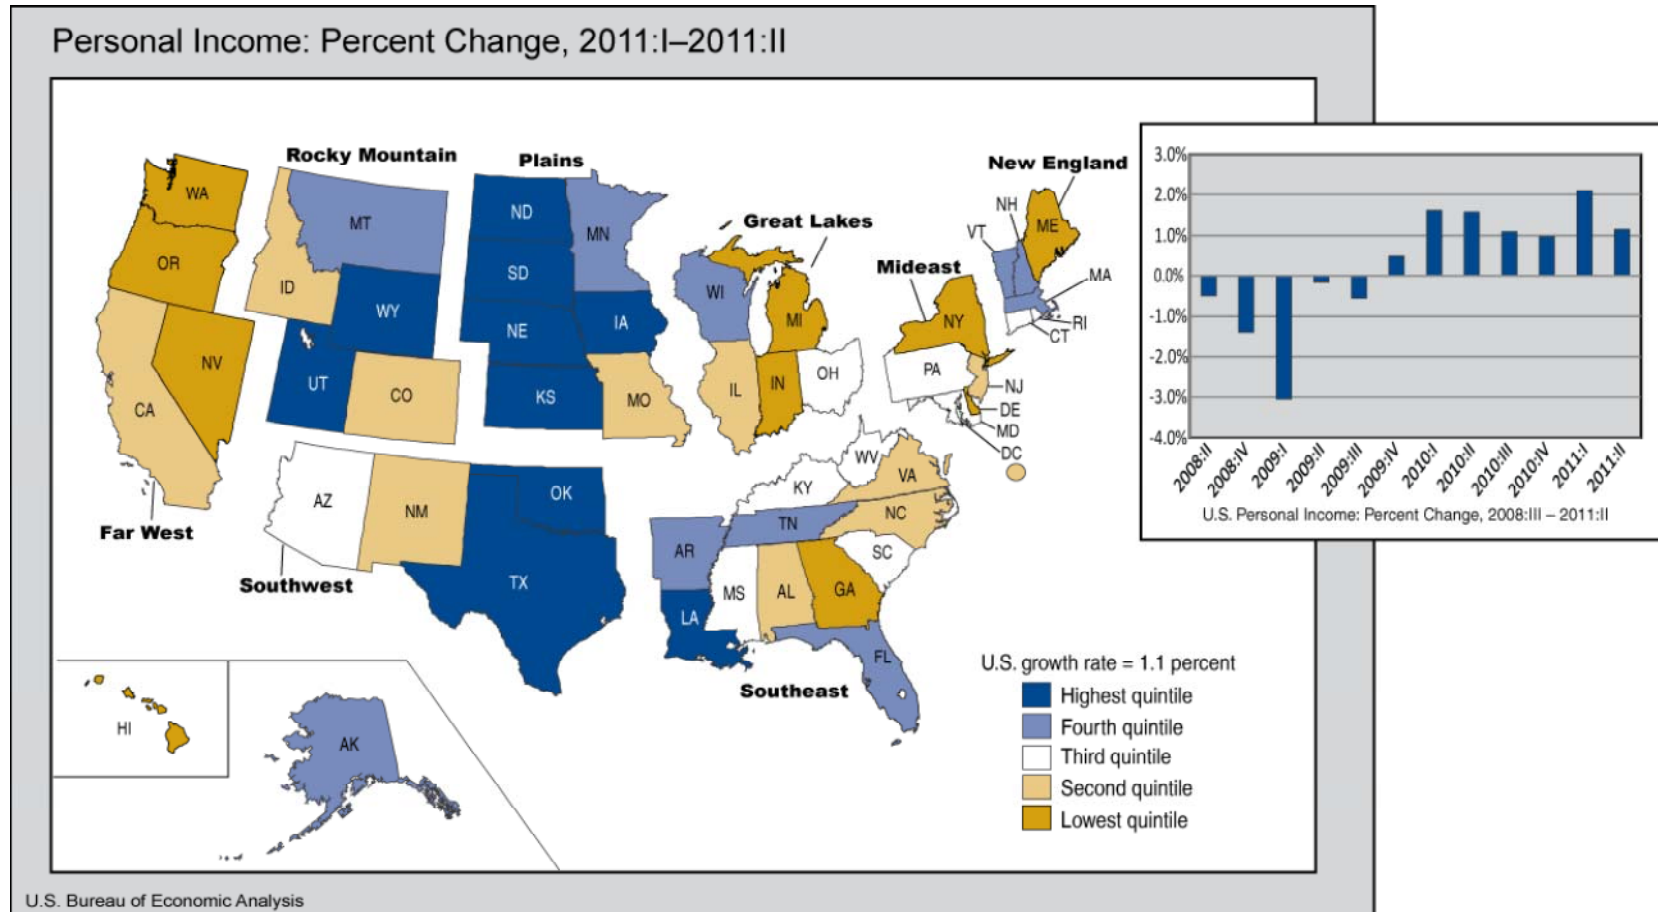 Personal Income: Percent Change, 2011:I–2011:II
Rocky Mountain
Plains
New England
Great Lakes
Mideast
Far West
Southwest
Southeast
WA
OR
CA
NV
ID
MT
WY
UT
CO
AZ
NM
ND
SD
NE
KS
MN
IA
MO
OK
TX
WI
MI
IL
IN
OH
AR
LA
MS
AL
GA
FL
TN
KY
WV
VA
NC
SC
NY
PA
NJ
DE
MD
DC
VT
NH
ME
MA
RI
CT
HI
AK
U.S. growth rate = 1.1 percent
Highest quintile
Fourth quintile
Third quintile
Second quintile
Lowest quintile
3.0%
2.0%
1.0%
0.0%
-1.0%
-2.0%
-3.0%
-4.0%
2008:II
2008:IV
2009:I
2009:II
2009:III
2009:IV
2010:I
2010:II
2010:III
2010:IV
2011:I
2011:II
U.S. Personal Income: Percent Change, 2008:III – 2011:II
U.S. Bureau of Economic Analysis